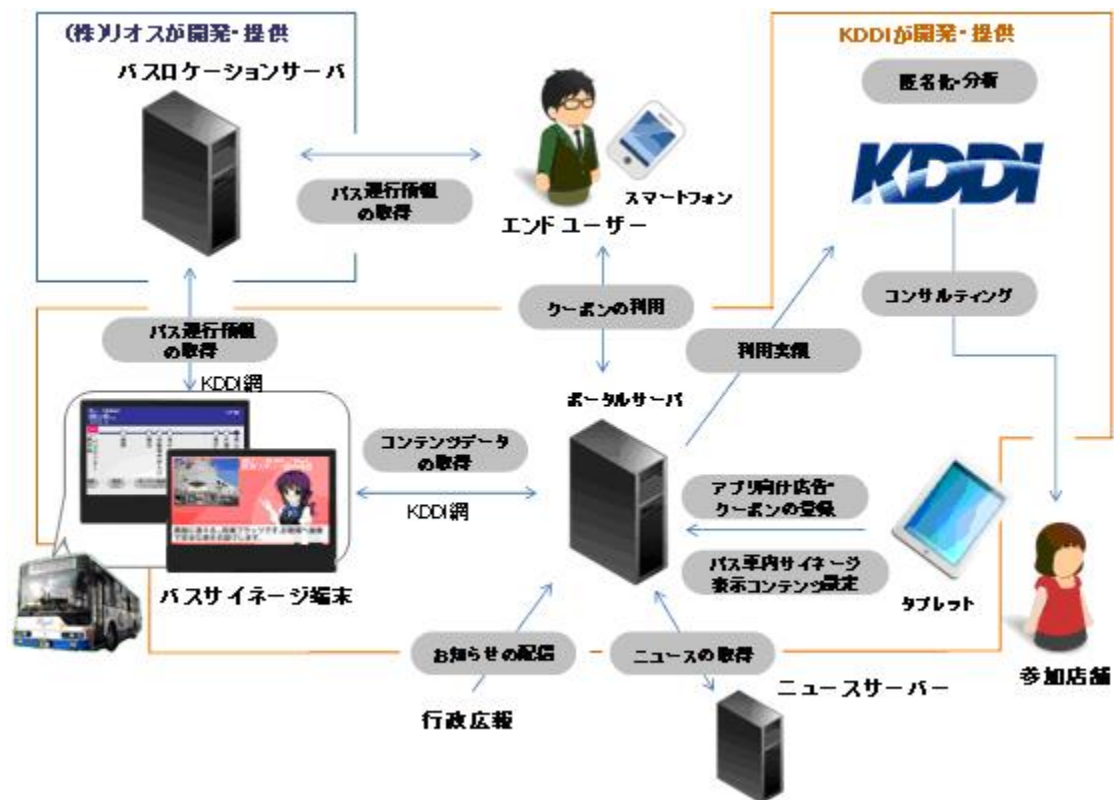 (株)リオスが開発・提供
バスロケーションサーバ
KDDIが開発・提供
匿名化・分析
KDDI
バス運行情報
の取得
スマートフォン
エンドユーザー
コンサルティング
クーポンの利用
バス運行情報
の取得
利用実績
KDDI網
ポータルサーバ
コンテンツデータ
の取得
KDDI網
アプリ向け広告・
クーポンの登録
バス車内サイネージ
表示コンテンツ設定
バスサイネージ端末
タブレット
お知らせの配信
ニュースの取得
参加店舗
行政広報
ニュースサーバー